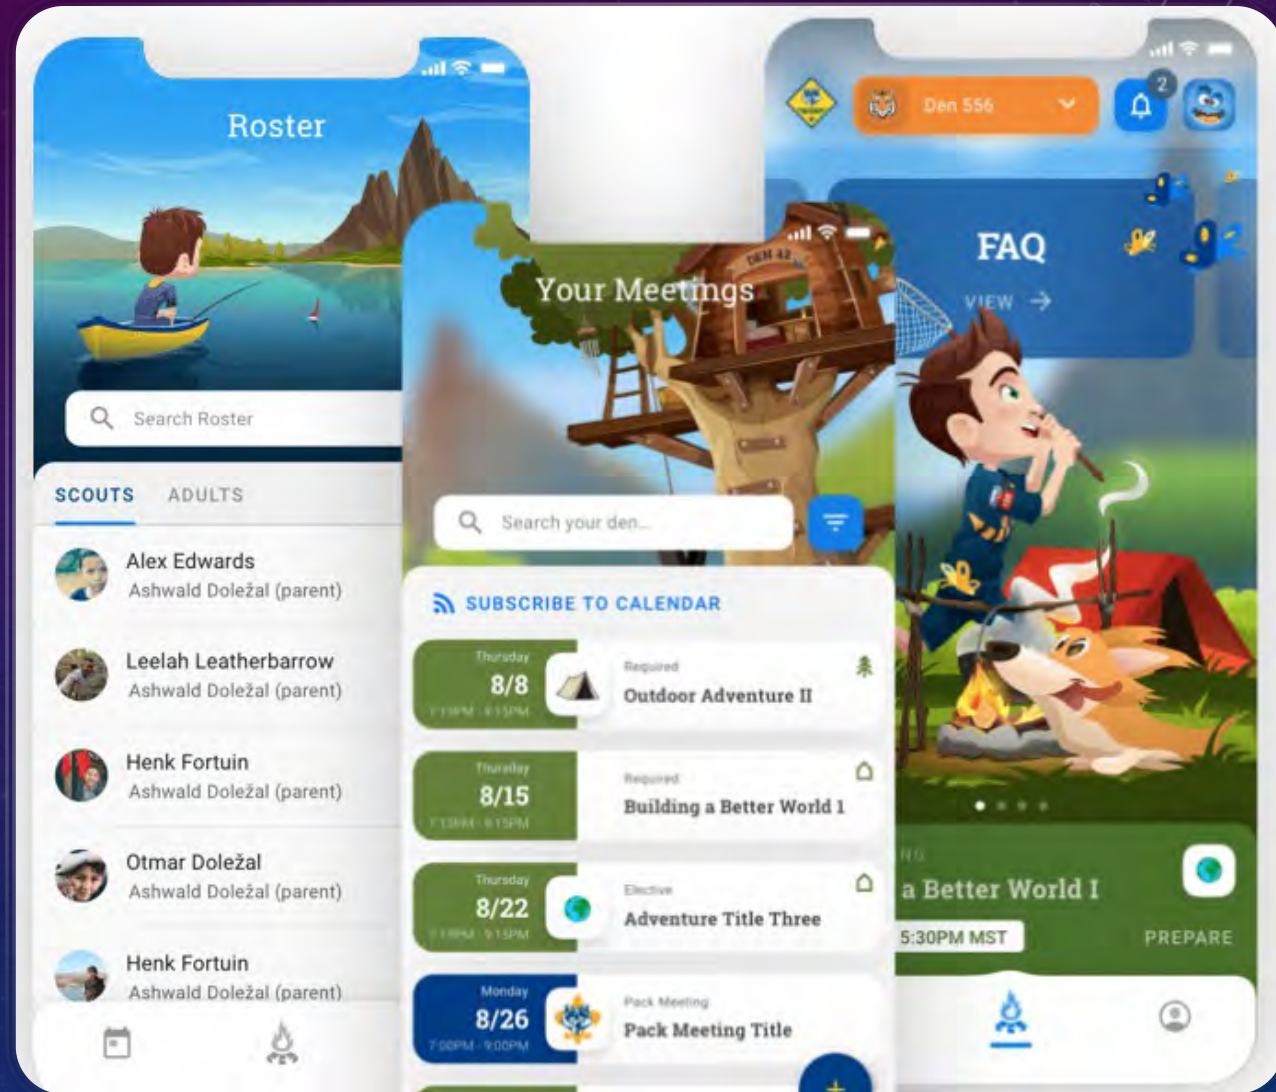 Roster
Search Roster
SCOUTS ADULTS
Alex Edwards
Ashwald Doležal (parent)
Leelah Leatherbarrow
Ashwald Doležal (parent)
Henk Fortuin
Ashwald Doležal (parent)
Otmar Doležal
Ashwald Doležal (parent)
Henk Fortuin
Ashwald Doležal (parent)
DEN 42
Your Meetings
Search your den...
SUBSCRIBE TO CALENDAR
Thursday
8/8
Required
Outdoor Adventure II
Thursday
8/15
Required
Building a Better World 1
Thursday
8/22
Elective
Adventure Title Three
Monday
8/26
7:00PM - 9:00PM
Pack Meeting
Pack Meeting Title
+
Den 556
2
FAQ
VIEW →
a Better World I
5:30PM MST
PREPARE